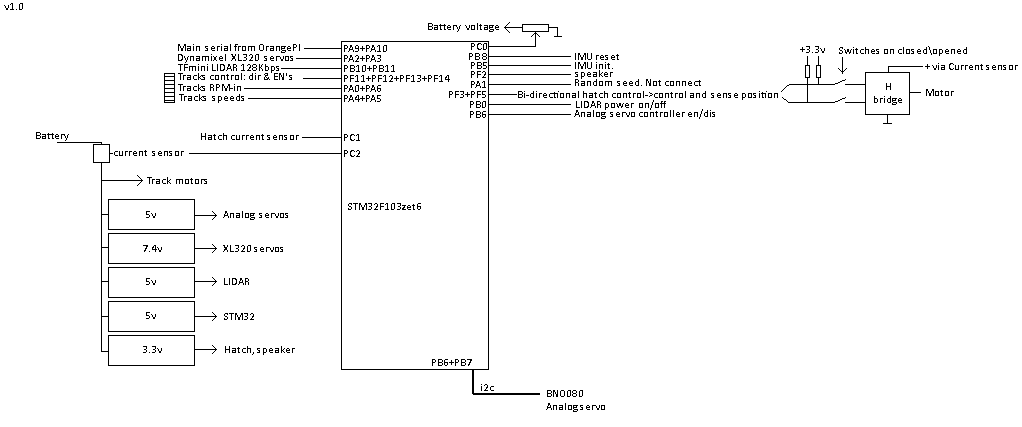 v1.0
Battery voltage
Main serial from OrangePI
PA9+PA10
PC0
Dynamixel XL320 servos
PA2+PA3
PB8
IMU reset
TFmini LIDAR 128Kbps
PB10+PB11
PB5
IMU init.
Tracks control: dir & EN's
PF11+PF12+PF13+PF14
PF2
speaker
Tracks RPM-in
PA0+PA6
PA1
Random seed. Not connect
Tracks speeds
PA4+PA5
PF3+PF5
Bi-directional hatch control->control and sense position
PB0
LIDAR power on/off
PB6
Analog servo controller en/dis
+3.3v
Switches on closed\opened
+ via Current sensor
H
bridge
Motor
Battery
Hatch current sensor
PC1
current sensor
PC2
Track motors
STM32F103zet6
5v
Analog servos
7.4v
XL320 servos
5v
LIDAR
5v
STM32
3.3v
Hatch, speaker
PB6+PB7
i2c
BNO080
Analog servo